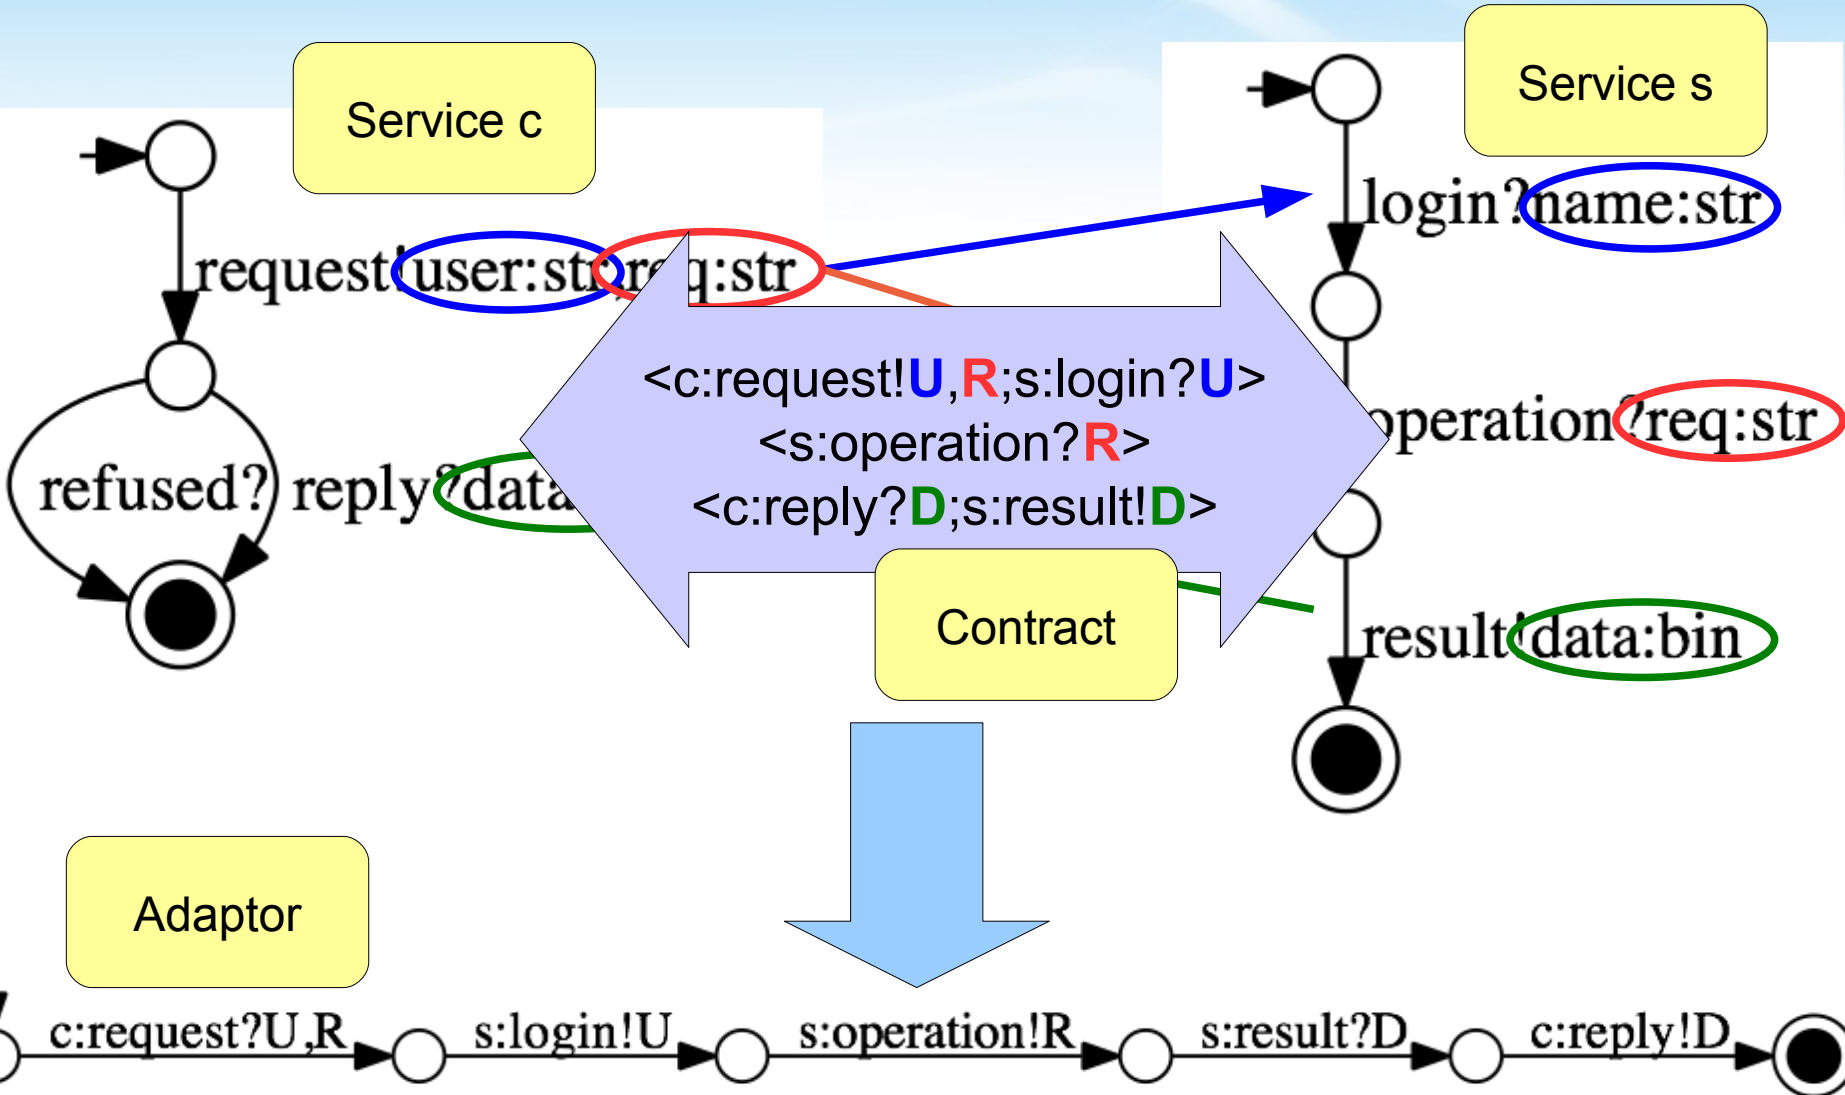 Service c
Service s
login?name:str
request!user:str,req:str
<c:request!U,R;s:login?U>
<s:operation?R>
<c:reply?D;s:result!D>
operation?req:str
refused?
reply?data
Contract
result!data:bin
Adaptor
c:request?U,R
s:login!U
s:operation!R
s:result?D
c:reply!D